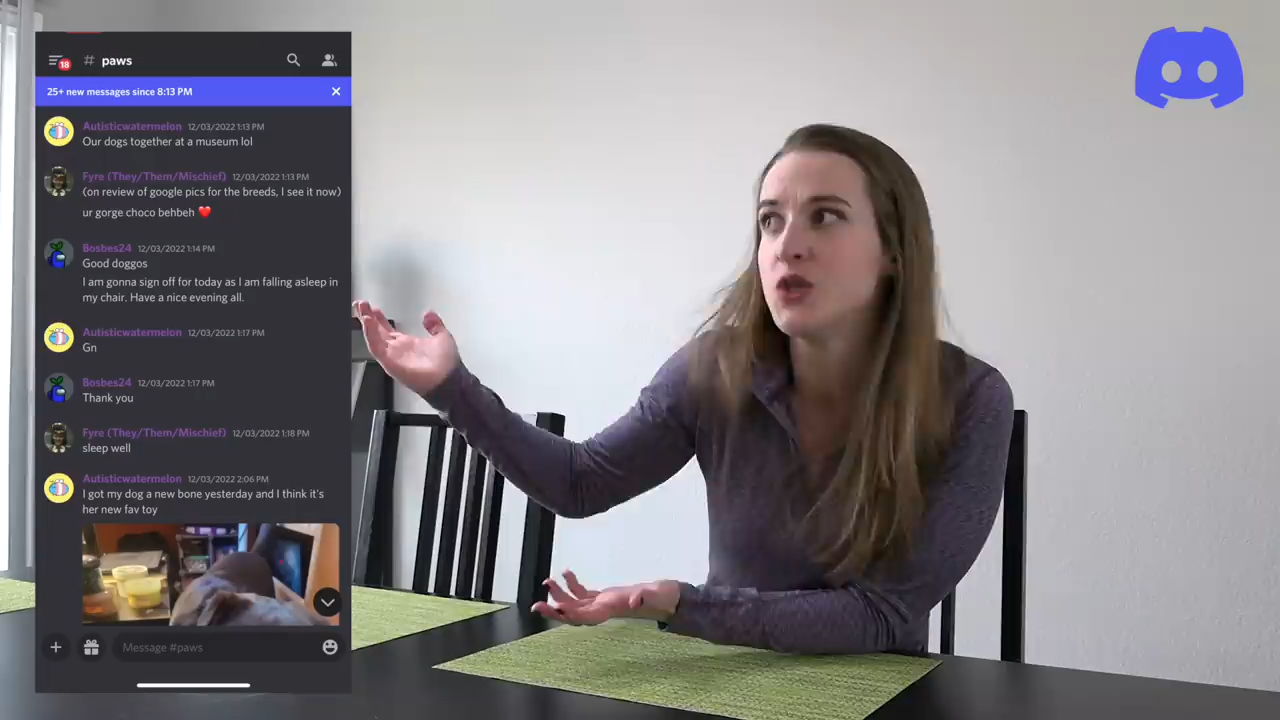 18
# paws
25+ new messages since 8:13 PM
Autisticwatermelon 12/03/2022 1:13 PM
Our dogs together at a museum lol
Fyre (They/Them/Mischief) 12/03/2022 1:13 PM
(on review of google pics for the breeds, I see it now)
ur gorge choco behbeh ❤️
Bosbes24 12/03/2022 1:14 PM
Good doggos
I am gonna sign off for today as I am falling asleep in
my chair. Have a nice evening all.
Autisticwatermelon 12/03/2022 1:17 PM
Gn
Bosbes24 12/03/2022 1:17 PM
Thank you
Fyre (They/Them/Mischief) 12/03/2022 1:18 PM
sleep well
Autisticwatermelon 12/03/2022 2:06 PM
I got my dog a new bone yesterday and I think it's
her new fav toy
Message #paws